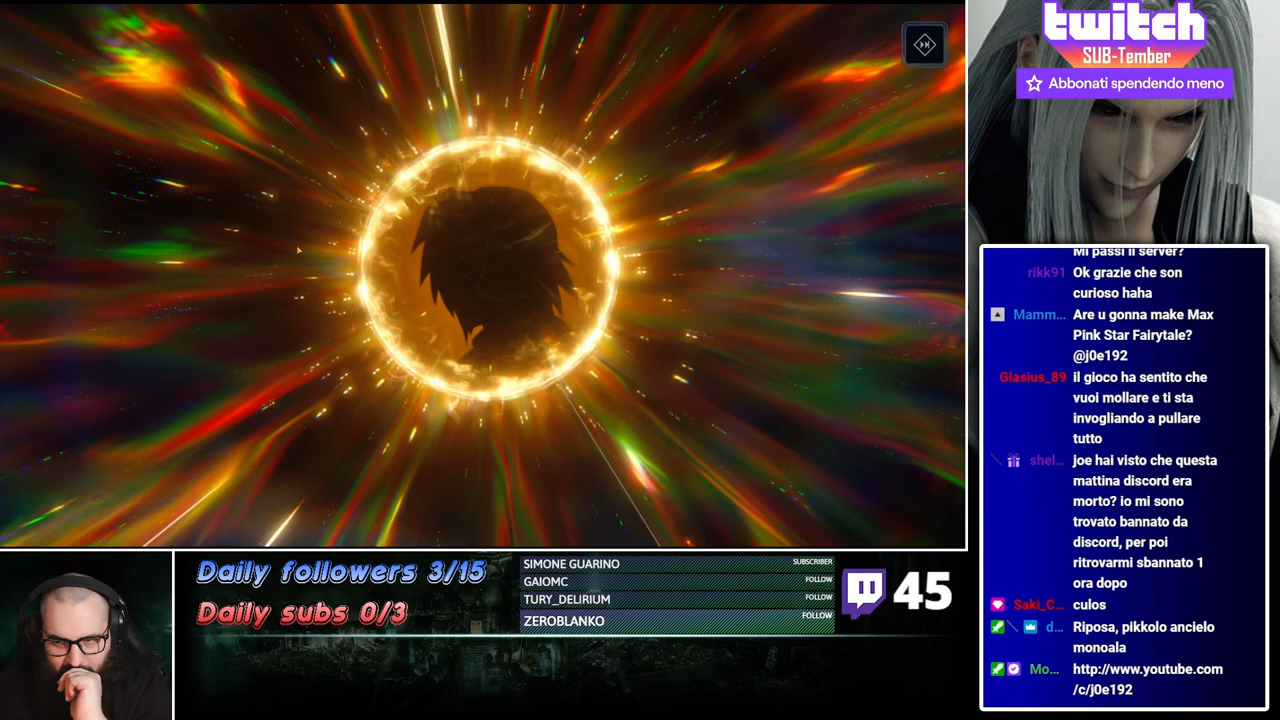 twitch
SUB-Tember
Abbonati spendendo meno
Mi passi il server?
rikk91 Ok grazie che son
curioso haha
Mamm... Are u gonna make Max
Pink Star Fairytale?
@j0e192
Glasius_89 il gioco ha sentito che
vuoi mollare e ti sta
invogliando a pullare
tutto
shel... joe hai visto che questa
mattina discord era
morto? io mi sono
trovato bannato da
discord, per poi
ritrovarmi sbannato 1
ora dopo
Saki_C... culos
d... Riposa, pikkolo ancielo
monoala
Mo... http://www.youtube.com
/c/j0e192
Daily followers 3/15
Daily subs 0/3
SIMONE GUARINO SUBSCRIBER
GAIOMC FOLLOW
TURY_DELIRIUM FOLLOW
ZEROBLANKO FOLLOW
45